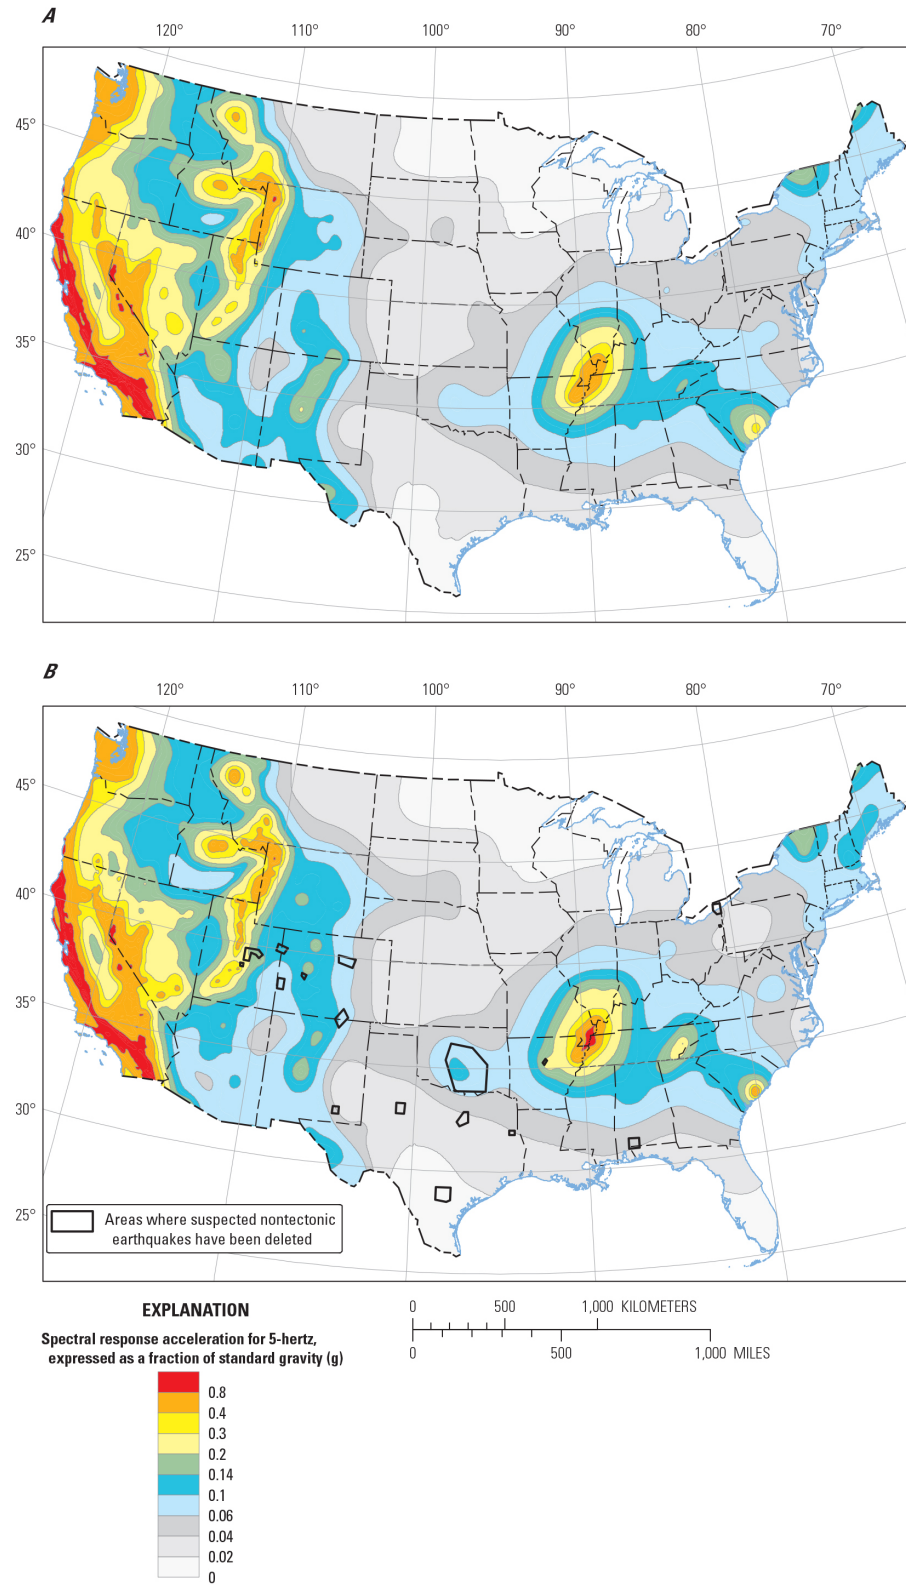 A
120° 110° 100° 90° 80° 70°
45°
40°
35°
30°
25°
B
120° 110° 100° 90° 80° 70°
45°
40°
35°
30°
25°
Areas where suspected nontectonic
earthquakes have been deleted
EXPLANATION
Spectral response acceleration for 5-hertz,
expressed as a fraction of standard gravity (g)
0.8
0.4
0.3
0.2
0.14
0.1
0.06
0.04
0.02
0
0 500 1,000 KILOMETERS
0 500 1,000 MILES